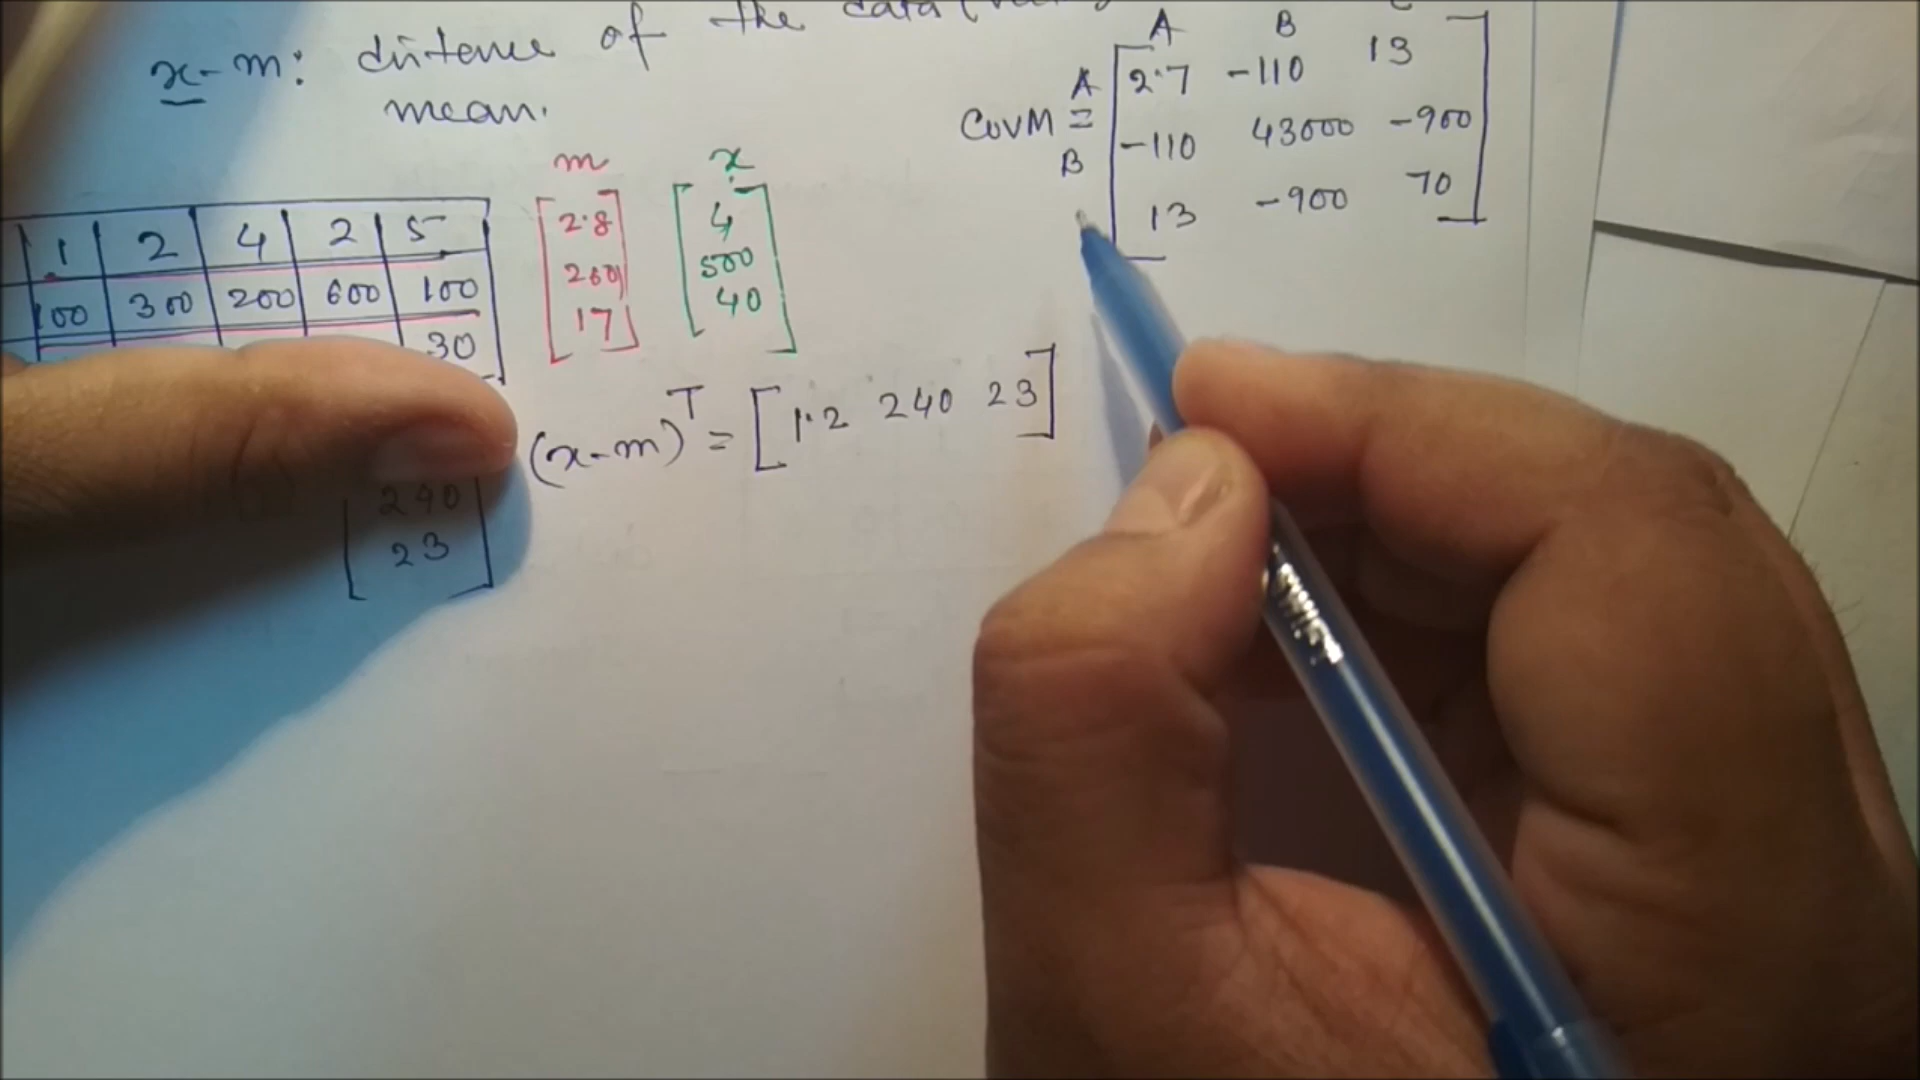 x-m: distance of the data
mean.
A B
CovM = A 2.7 -110 13
B -110 43000 -900
13 -900 70
m x
1 2 4 2 5
100 300 200 600 100
30
2.8
260
17
4
500
40
(x-m)T = [1.2 240 23]
240
23